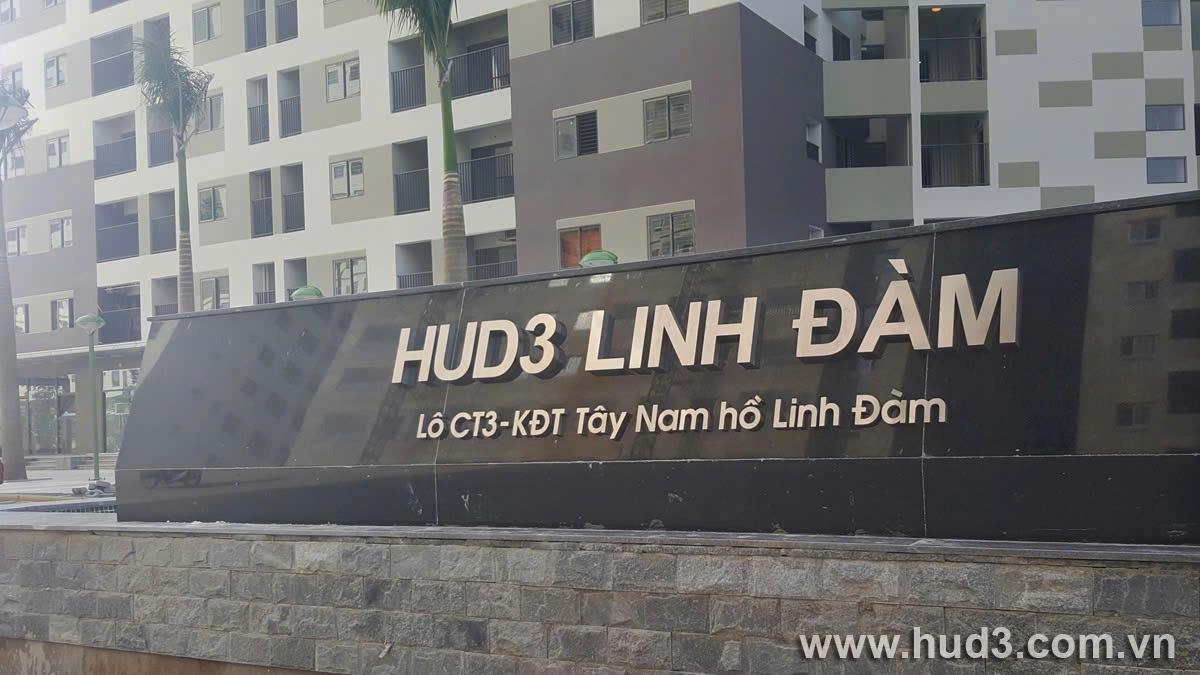 HUD3 LINH ĐÀM
Lô CT3-KĐT Tây Nam hồ Linh Đàm
www.hud3.com.vn